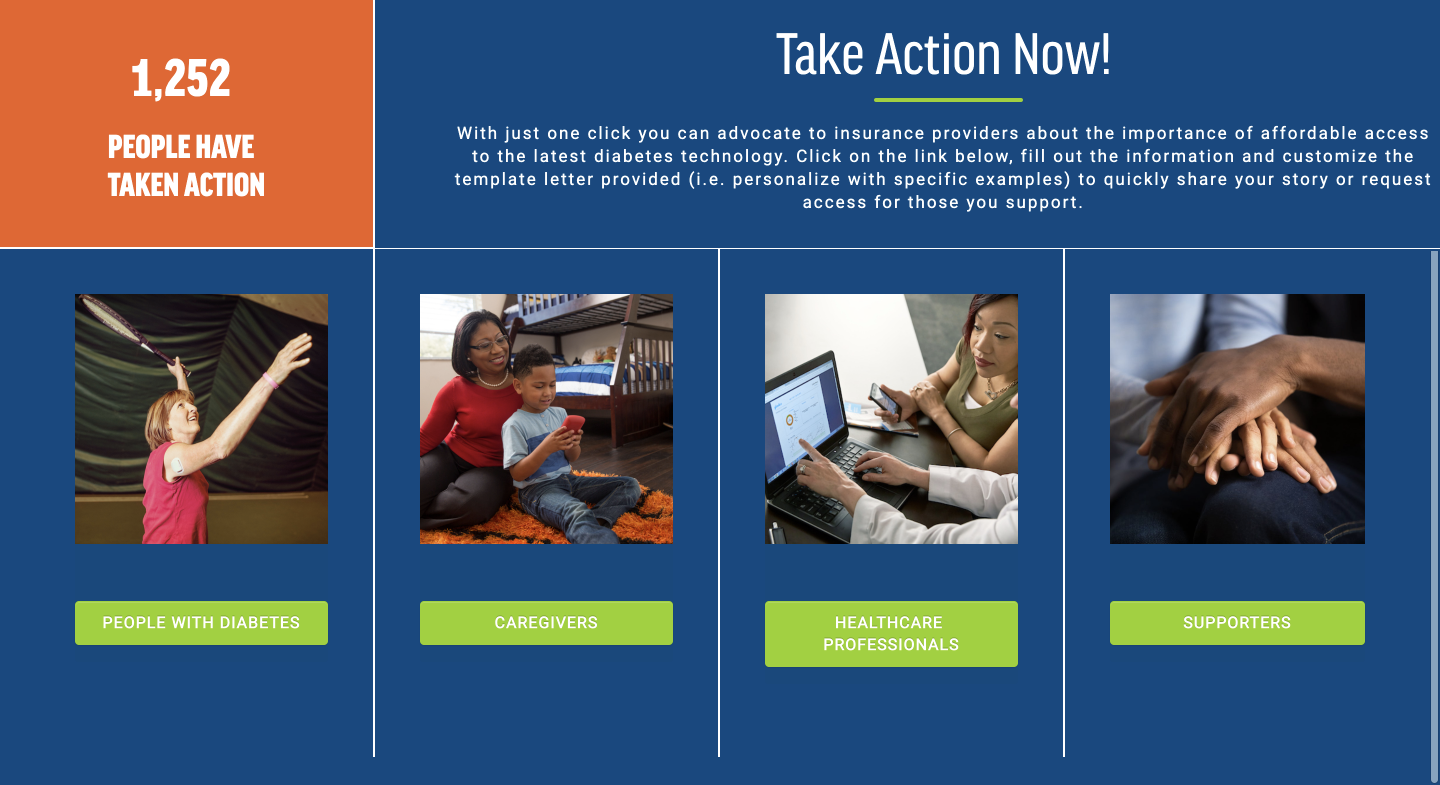 1,252
PEOPLE HAVE
TAKEN ACTION
Take Action Now!
With just one click you can advocate to insurance providers about the importance of affordable access
to the latest diabetes technology. Click on the link below, fill out the information and customize the
template letter provided (i.e. personalize with specific examples) to quickly share your story or request
access for those you support.
PEOPLE WITH DIABETES
CAREGIVERS
HEALTHCARE
PROFESSIONALS
SUPPORTERS